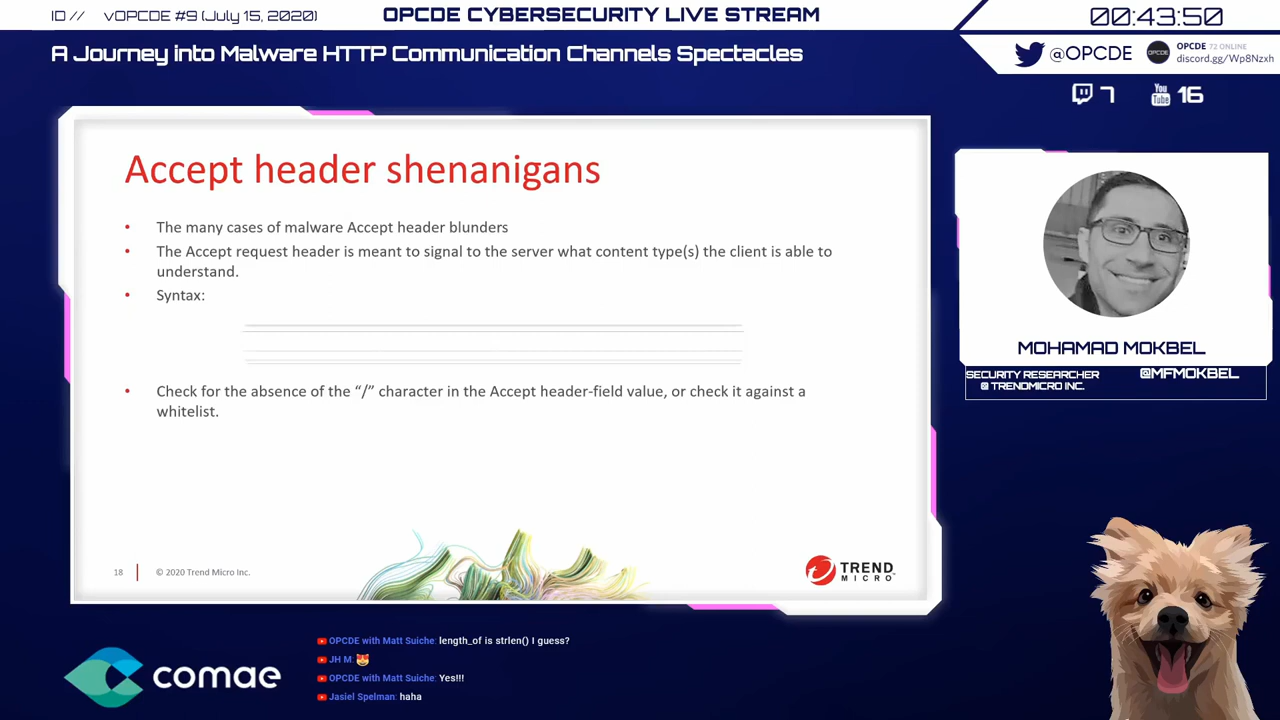 ID // vOPCDE #9 (July 15, 2020)
OPCDE CYBERSECURITY LIVE STREAM
00:43:50
A Journey into Malware HTTP Communication Channels Spectacles
@OPCDE
OPCDE
OPCDE 72 ONLINE
discord.gg/Wp8Nzxh
7
You Tube 16
Accept header shenanigans
• The many cases of malware Accept header blunders
• The Accept request header is meant to signal to the server what content type(s) the client is able to
understand.
• Syntax:
• Check for the absence of the “/” character in the Accept header-field value, or check it against a
whitelist.
18 © 2020 Trend Micro Inc.
TREND
MICRO
MOHAMAD MOKBEL
SECURITY RESEARCHER
@ TRENDMICRO INC.
@MFMOKBEL
comae
OPCDE with Matt Suiche: length_of is strlen() I guess?
JH M: 😍
OPCDE with Matt Suiche: Yes!!!
Jasiel Spelman: haha